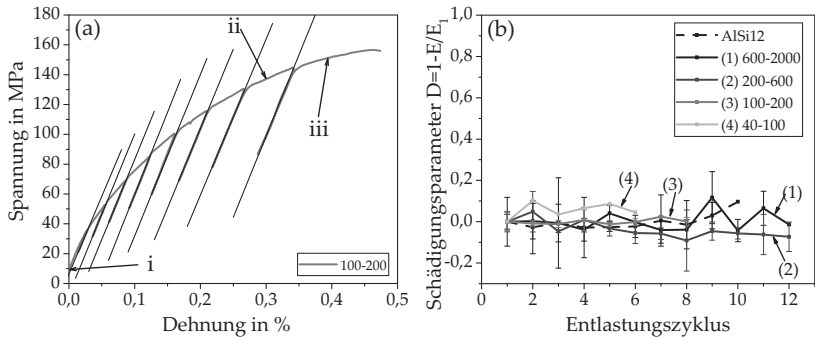 (a)
Spannung in MPa
180
160
140
120
100
80
60
40
20
0
i
ii
iii
100-200
0,0 0,1 0,2 0,3 0,4 0,5
Dehnung in %
(b)
Schädigungsparameter D=1-E/E₁
1,0
0,8
0,6
0,4
0,2
0,0
-0,2
AlSi12
(1) 600-2000
(2) 200-600
(3) 100-200
(4) 40-100
(4)
(3)
(1)
(2)
0 2 4 6 8 10 12
Entlastungszyklus